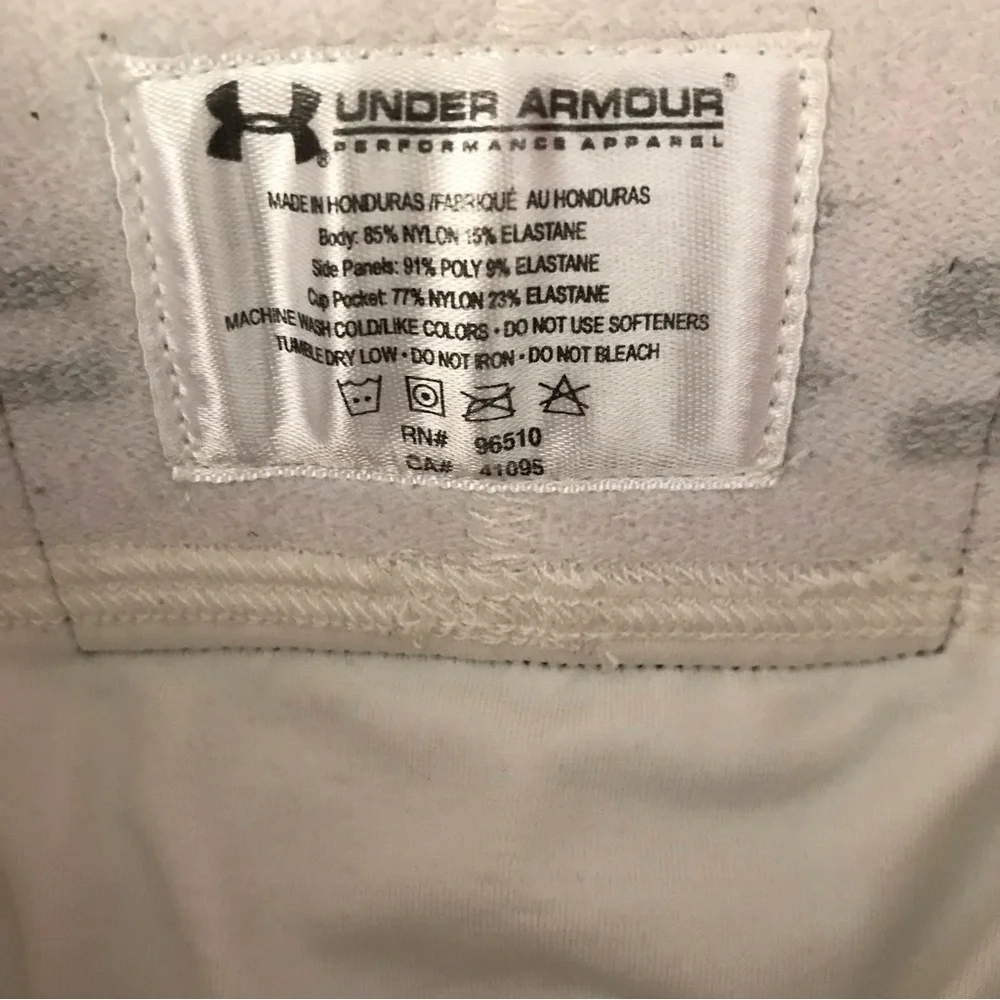 UNDER ARMOUR®
® PERFORMANCE APPAREL
MADE IN HONDURAS /FABRIQUÉ AU HONDURAS
Body: 85% NYLON 15% ELASTANE
Side Panels: 91% POLY 9% ELASTANE
Cup Pocket: 77% NYLON 23% ELASTANE
MACHINE WASH COLD/LIKE COLORS • DO NOT USE SOFTENERS
TUMBLE DRY LOW • DO NOT IRON • DO NOT BLEACH
RN# 96510
CA# 41095